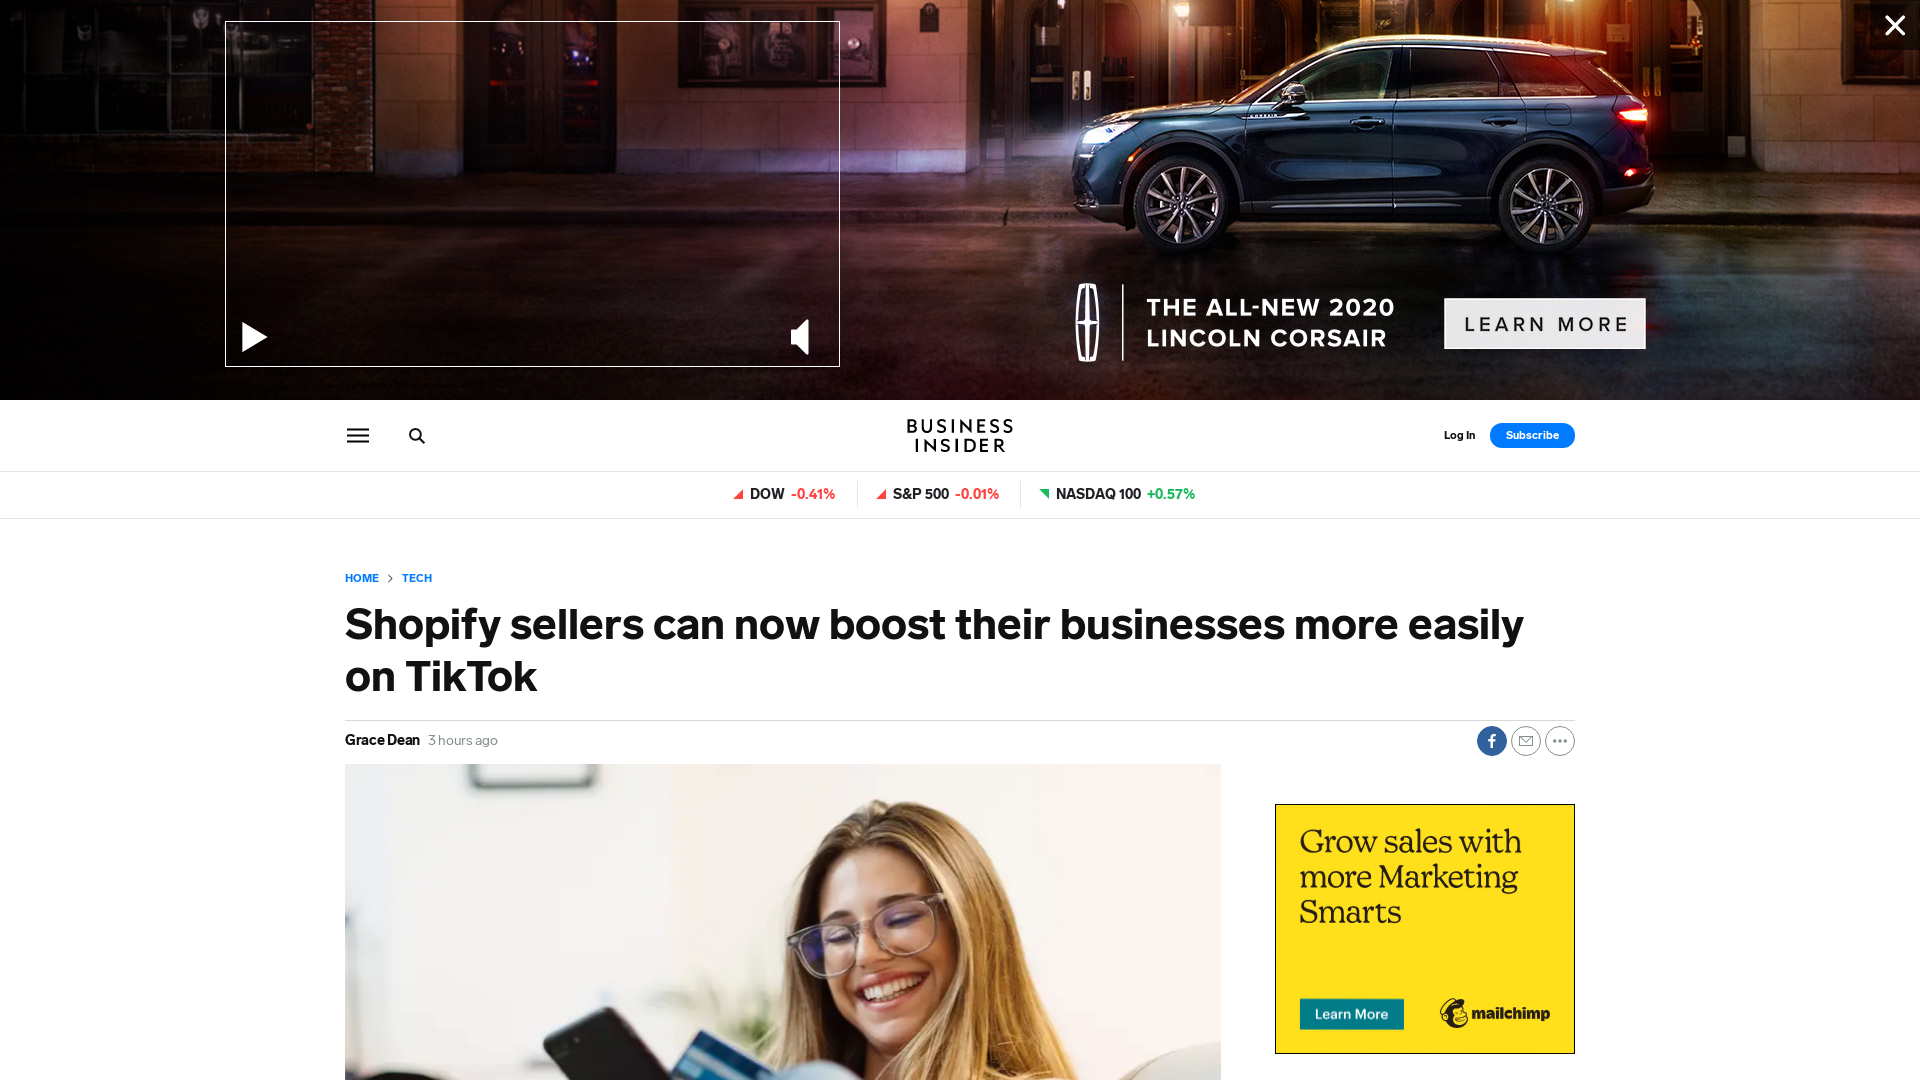 THE ALL-NEW 2020
LINCOLN CORSAIR
LEARN MORE
BUSINESS
INSIDER
Log In
Subscribe
DOW -0.41%
S&P 500 -0.01%
NASDAQ 100 +0.57%
HOME
TECH
Shopify sellers can now boost their businesses more easily
on TikTok
Grace Dean 3 hours ago
Grow sales with
more Marketing
Smarts
Learn More
mailchimp